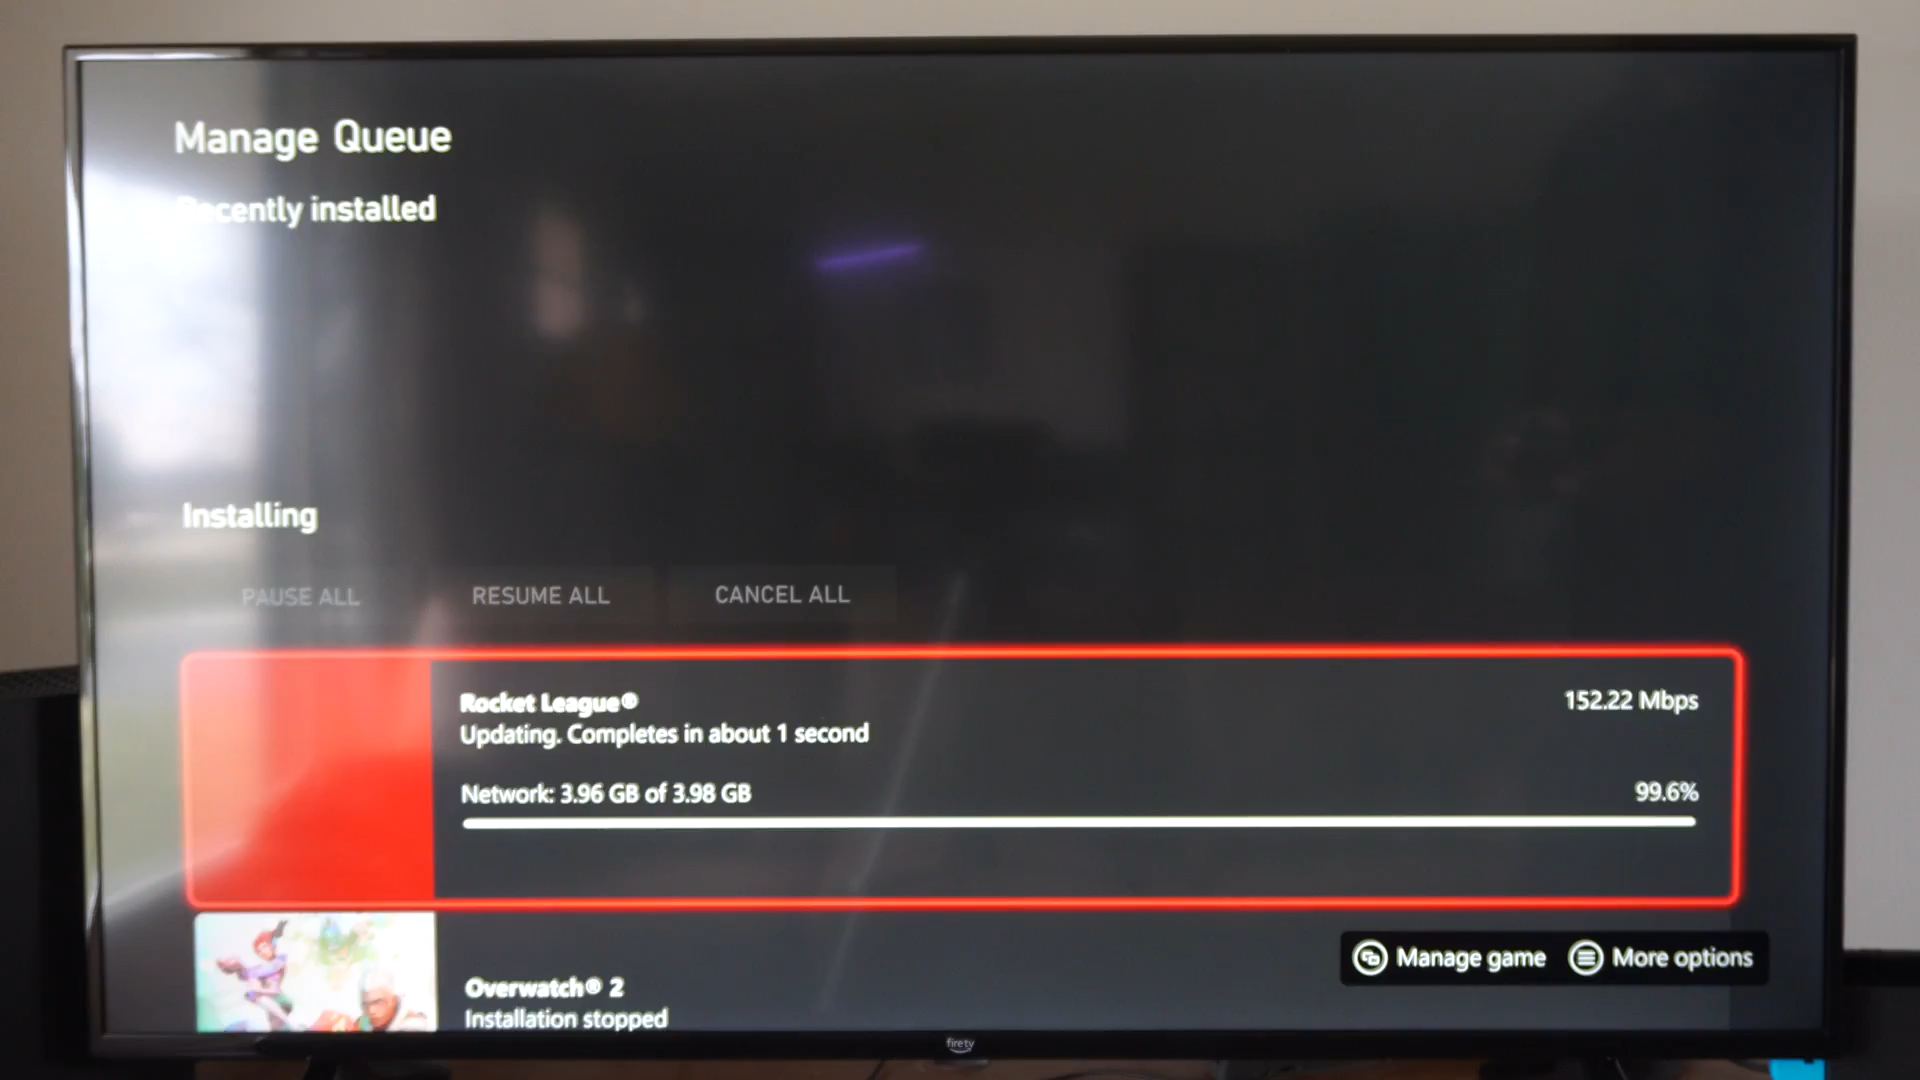 Manage Queue
Recently installed
Installing
PAUSE ALL
RESUME ALL
CANCEL ALL
Rocket League®
152.22 Mbps
Updating. Completes in about 1 second
Network: 3.96 GB of 3.98 GB
99.6%
Manage game
More options
Overwatch® 2
Installation stopped
firetv